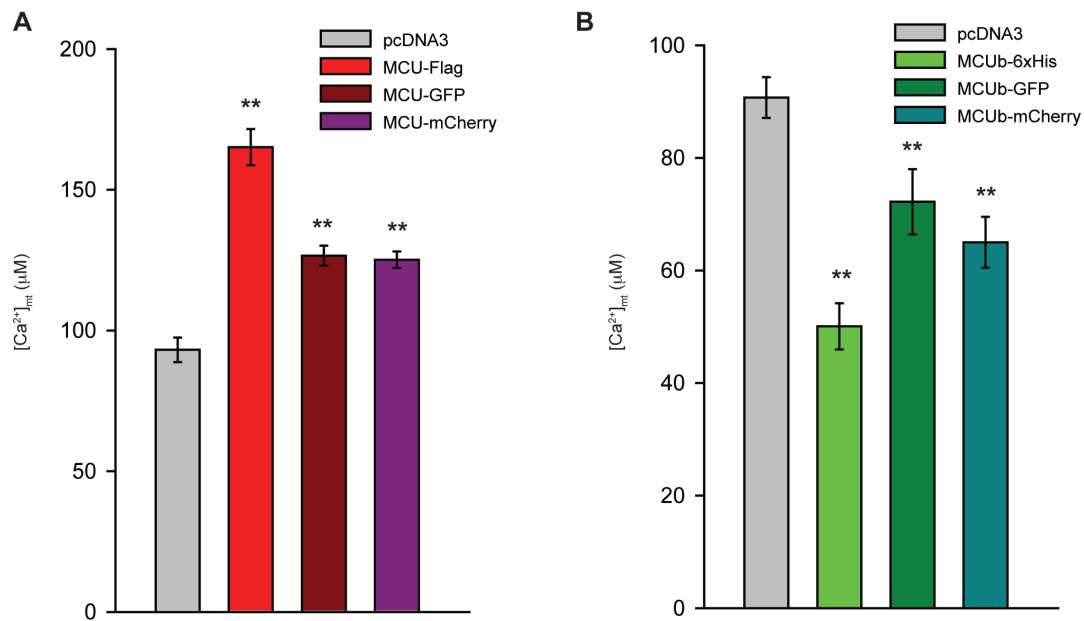 A
pcDNA3
MCU-Flag
MCU-GFP
MCU-mCherry
200
150
100
50
0
[Ca²⁺]mt (μM)
**
**
**
B
pcDNA3
MCUb-6xHis
MCUb-GFP
MCUb-mCherry
100
80
60
40
20
0
[Ca²⁺]mt (μM)
**
**
**